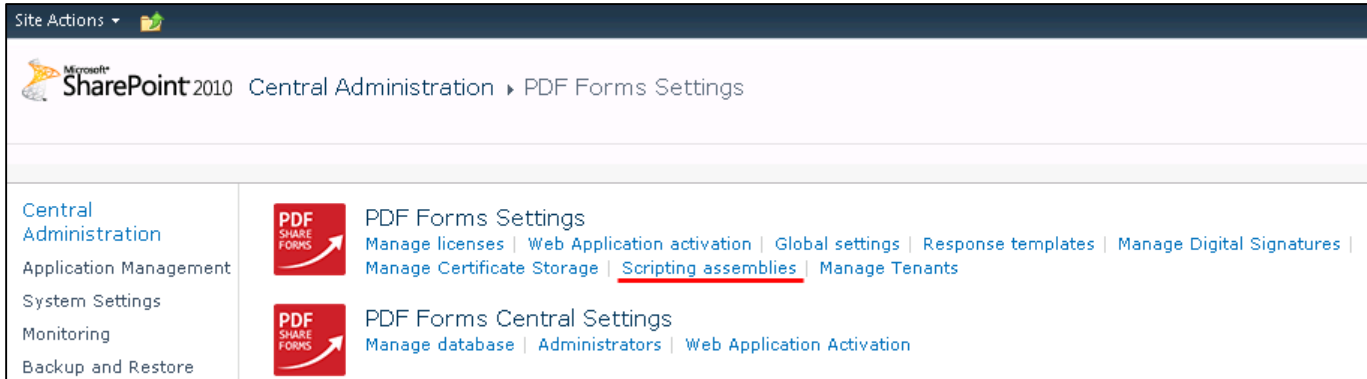 Site Actions
Microsoft
SharePoint 2010 Central Administration ▸ PDF Forms Settings
Central
Administration
Application Management
System Settings
Monitoring
Backup and Restore
PDF
SHARE
FORMS
PDF Forms Settings
Manage licenses | Web Application activation | Global settings | Response templates | Manage Digital Signatures |
Manage Certificate Storage | Scripting assemblies | Manage Tenants
PDF
SHARE
FORMS
PDF Forms Central Settings
Manage database | Administrators | Web Application Activation